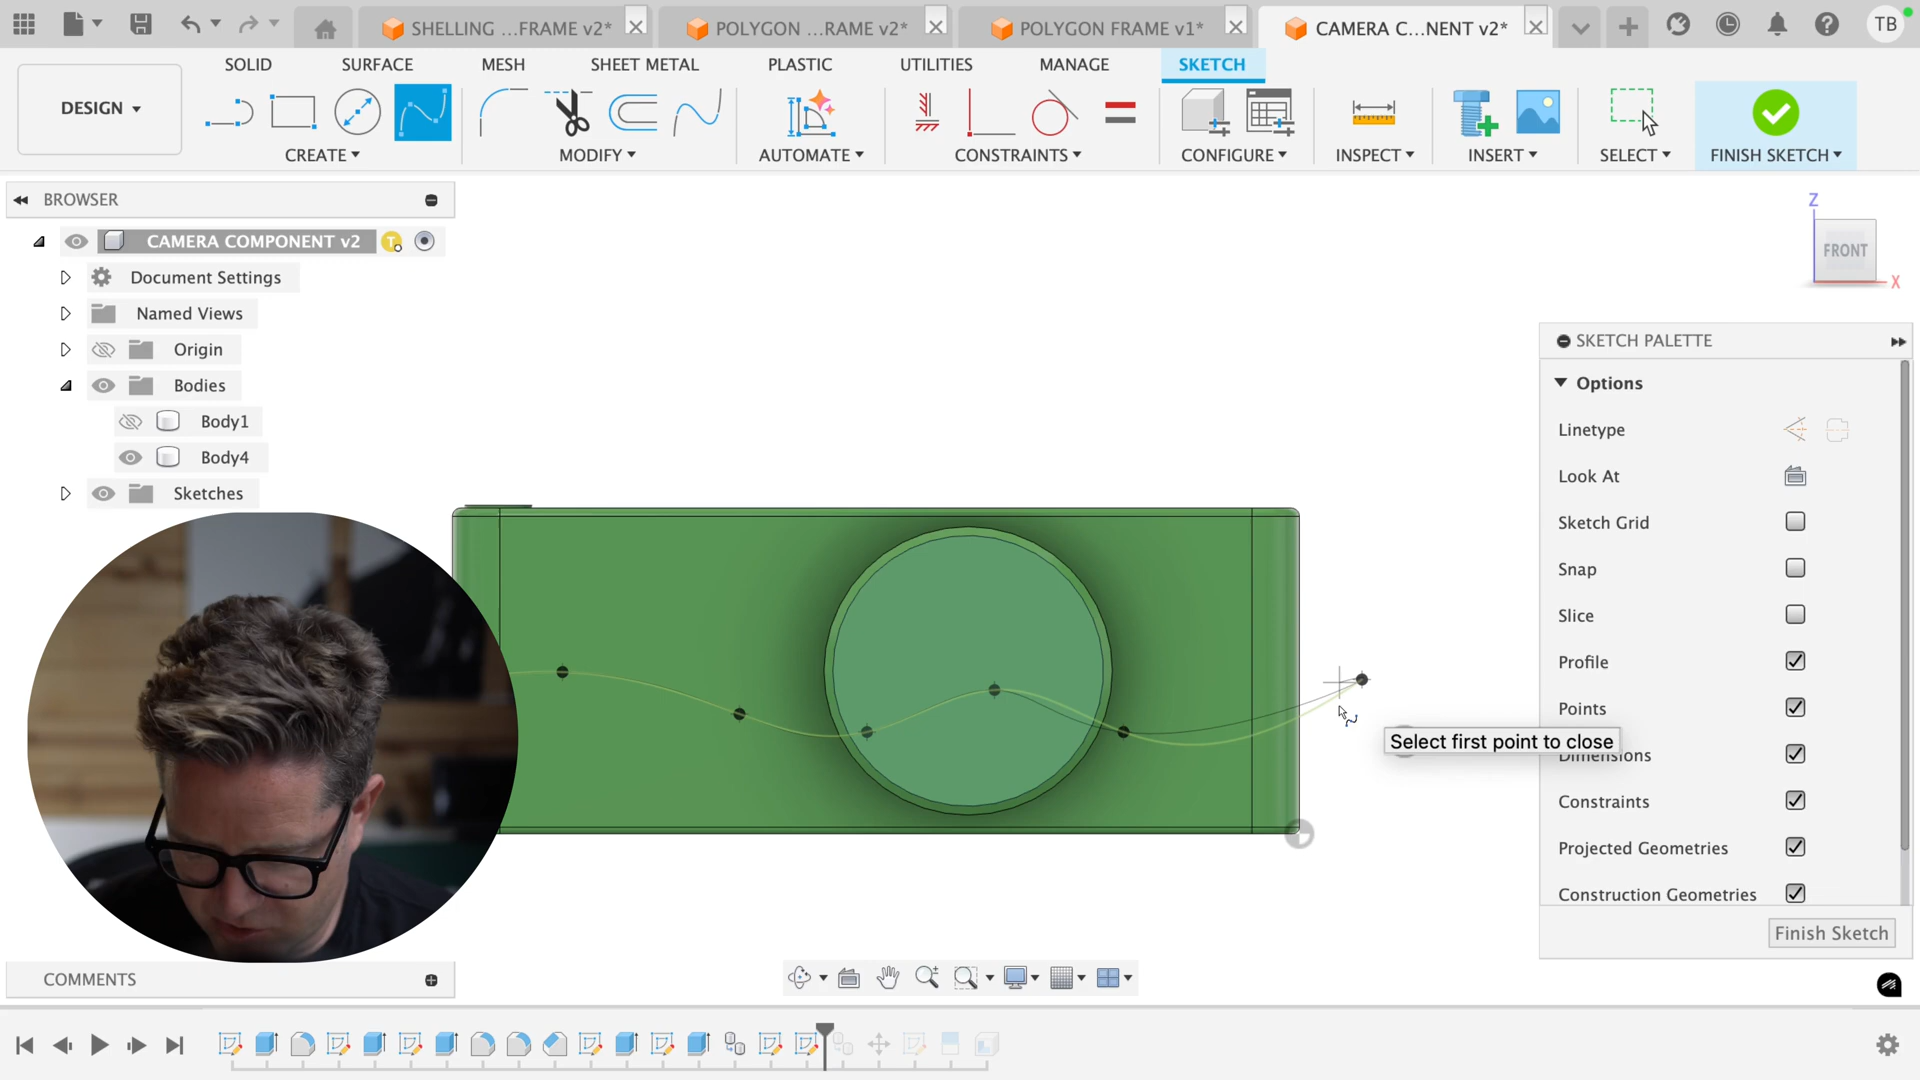 SHELLING ...FRAME v2*
POLYGON ...RAME v2*
POLYGON FRAME v1*
CAMERA C...NENT v2*
TB
DESIGN
SOLID
SURFACE
MESH
SHEET METAL
PLASTIC
UTILITIES
MANAGE
SKETCH
CREATE
MODIFY
AUTOMATE
CONSTRAINTS
CONFIGURE
INSPECT
INSERT
SELECT
FINISH SKETCH
BROWSER
CAMERA COMPONENT v2
Document Settings
Named Views
Origin
Bodies
Body1
Body4
Sketches
Z
FRONT
X
SKETCH PALETTE
Options
Linetype
Look At
Sketch Grid
Snap
Slice
Profile
Points
Select first point to close
Dimensions
Constraints
Projected Geometries
Construction Geometries
Finish Sketch
COMMENTS